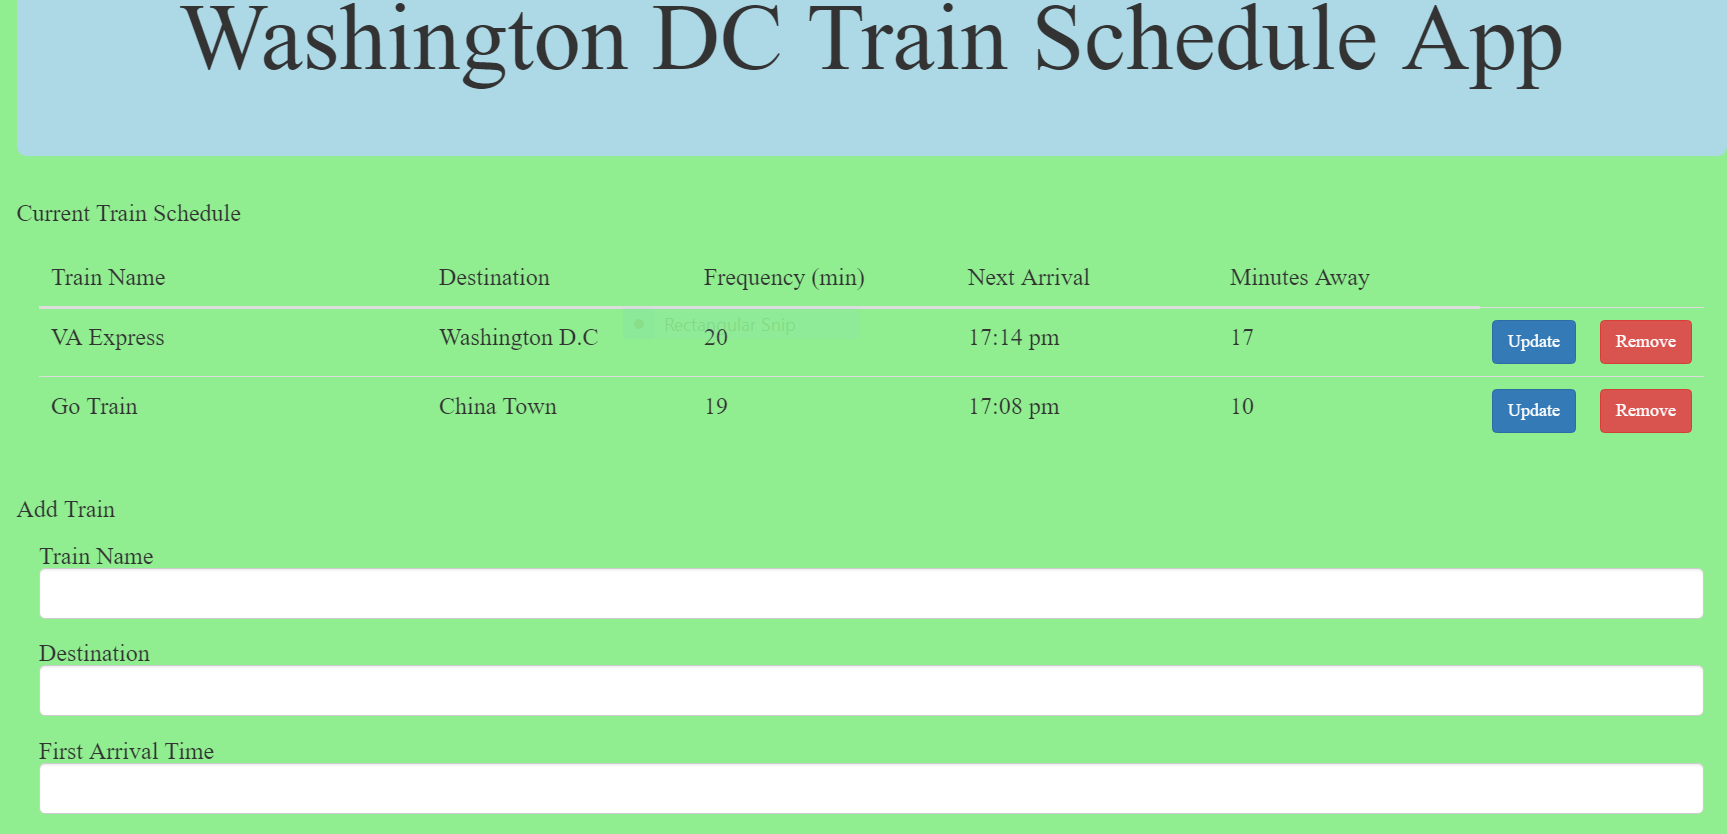 Washington DC Train Schedule App
Current Train Schedule
Train Name Destination Frequency (min) Next Arrival Minutes Away
VA Express Washington D.C 20 17:14 pm 17 Update Remove
Rectangular Snip
Go Train China Town 19 17:08 pm 10 Update Remove
Add Train
Train Name
Destination
First Arrival Time